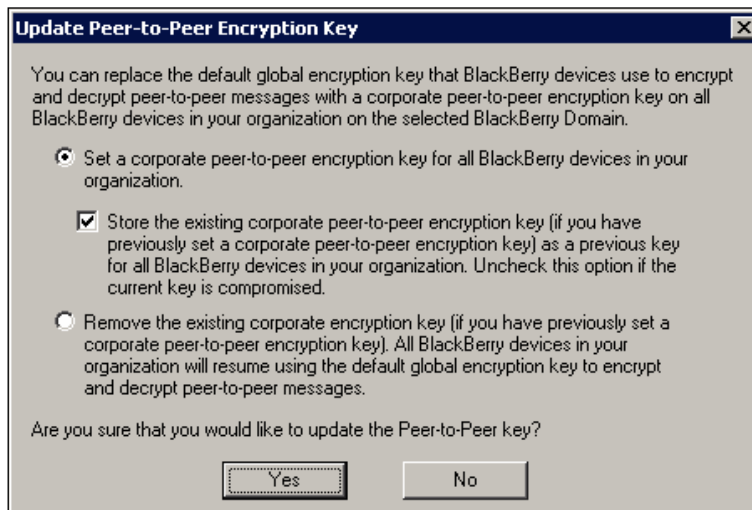 Update Peer-to-Peer Encryption Key
You can replace the default global encryption key that BlackBerry devices use to encrypt
and decrypt peer-to-peer messages with a corporate peer-to-peer encryption key on all
BlackBerry devices in your organization on the selected BlackBerry Domain.
Set a corporate peer-to-peer encryption key for all BlackBerry devices in your
organization.
Store the existing corporate peer-to-peer encryption key (if you have
previously set a corporate peer-to-peer encryption key) as a previous key
for all BlackBerry devices in your organization. Uncheck this option if the
current key is compromised.
Remove the existing corporate encryption key (if you have previously set a
corporate peer-to-peer encryption key). All BlackBerry devices in your
organization will resume using the default global encryption key to encrypt
and decrypt peer-to-peer messages.
Are you sure that you would like to update the Peer-to-Peer key?
Yes No